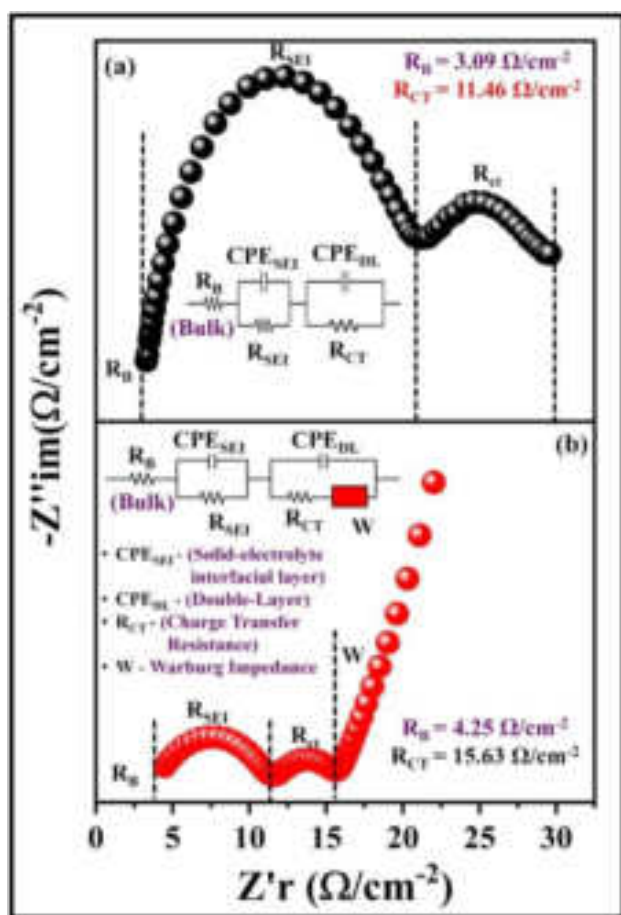 (a)
R_SEI
R_B = 3.09 Ω/cm⁻²
R_CT = 11.46 Ω/cm⁻²
R_ct
CPE_SEI
CPE_DL
R_B
(Bulk)
R_SEI
R_CT
R_B
-Z''im(Ω/cm⁻²)
(b)
CPE_SEI
CPE_DL
R_B
(Bulk)
R_SEI
R_CT
W
• CPE_SEI - (Solid-electrolyte
interfacial layer)
• CPE_DL - (Double-Layer)
• R_CT - (Charge Transfer
Resistance)
• W - Warburg Impedance
W
R_SEI
R_ct
R_B
R_B = 4.25 Ω/cm⁻²
R_CT = 15.63 Ω/cm⁻²
0 5 10 15 20 25 30
Z'r (Ω/cm⁻²)